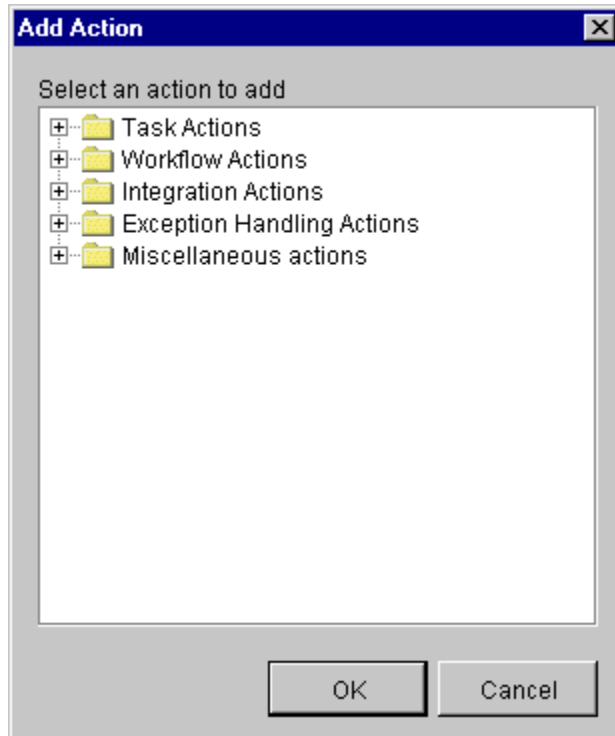 Add Action
Select an action to add
Task Actions
Workflow Actions
Integration Actions
Exception Handling Actions
Miscellaneous actions
OK
Cancel